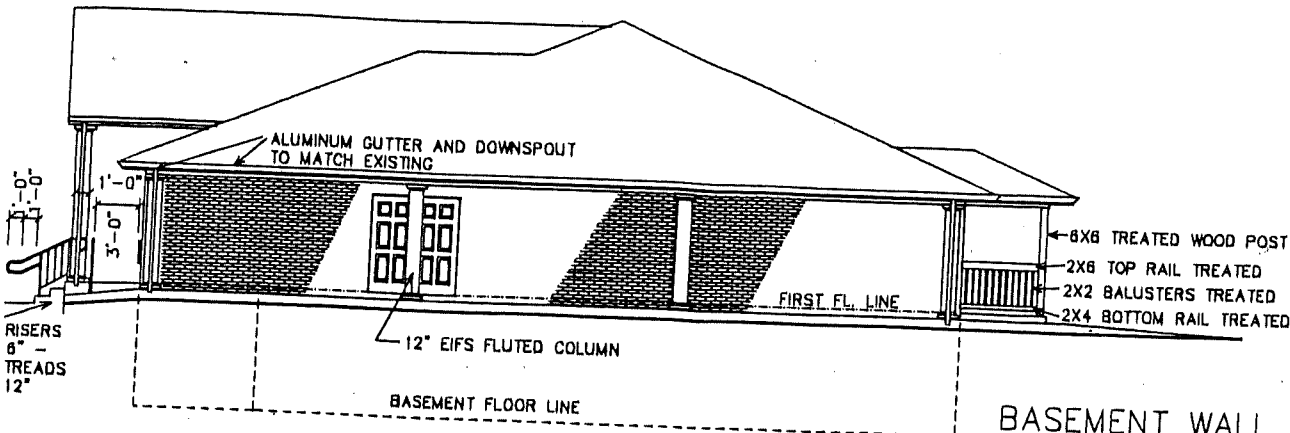 ALUMINUM GUTTER AND DOWNSPOUT
TO MATCH EXISTING
1'-0"
1'-0"
3'-0"
6X6 TREATED WOOD POST
2X6 TOP RAIL TREATED
2X2 BALUSTERS TREATED
2X4 BOTTOM RAIL TREATED
FIRST FL. LINE
RISERS
6" -
TREADS
12"
12" EIFS FLUTED COLUMN
BASEMENT FLOOR LINE
BASEMENT WALL